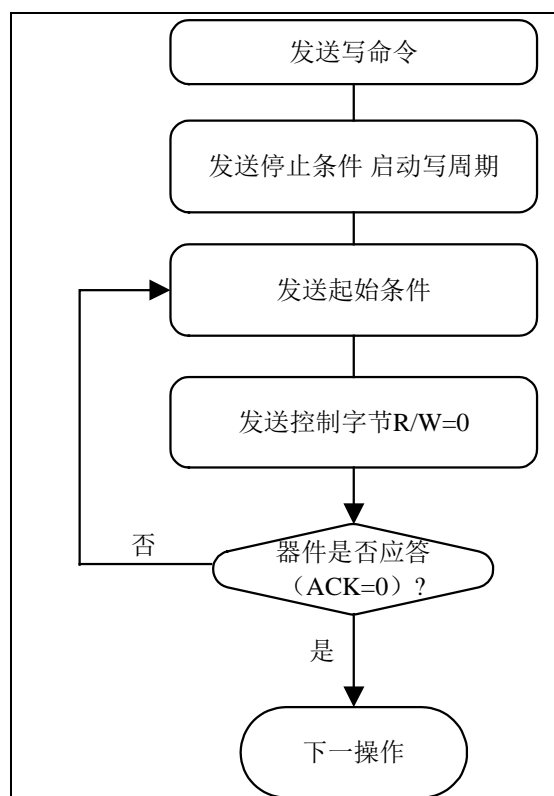 发送写命令
发送停止条件 启动写周期
发送起始条件
发送控制字节R/W=0
否
器件是否应答
（ACK=0）?
是
下一操作